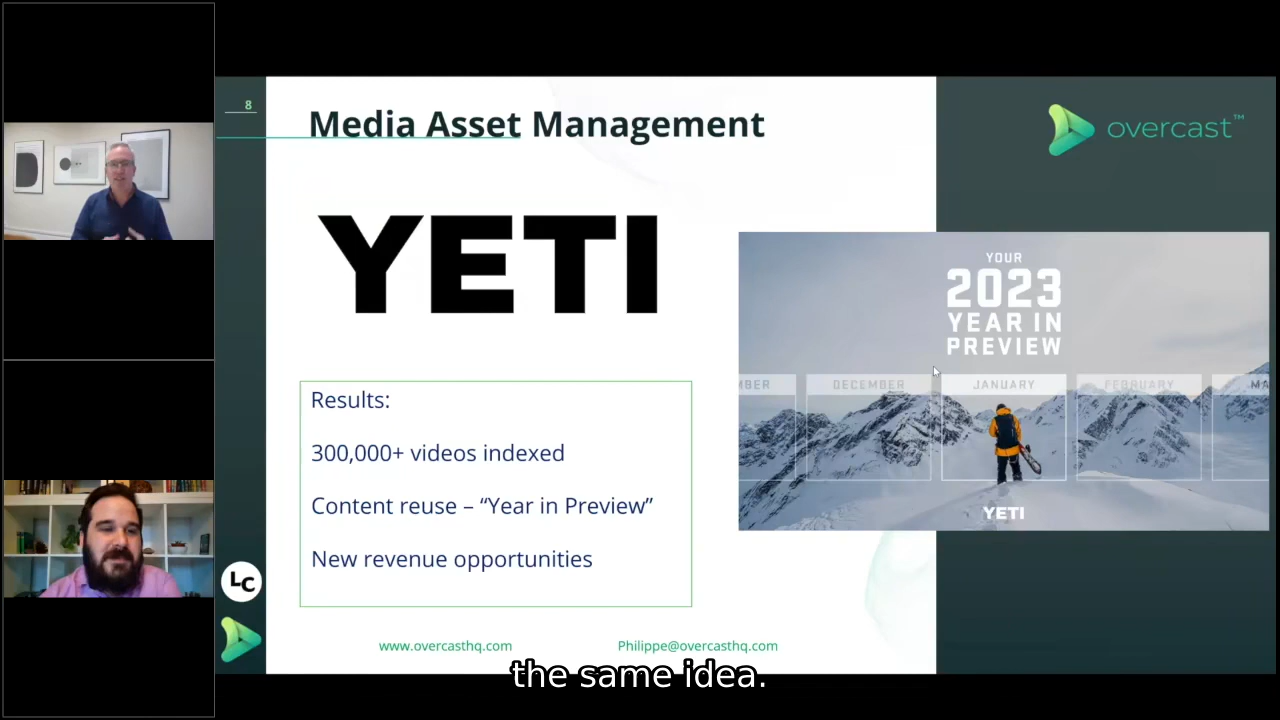 8
Media Asset Management
overcast™
YETI
YOUR
2023
YEAR IN
PREVIEW
MBER
DECEMBER
JANUARY
FEBRUARY
MA
YETI
Results:
300,000+ videos indexed
Content reuse – “Year in Preview”
New revenue opportunities
LC
www.overcasthq.com
Philippe@overcasthq.com
the same idea.